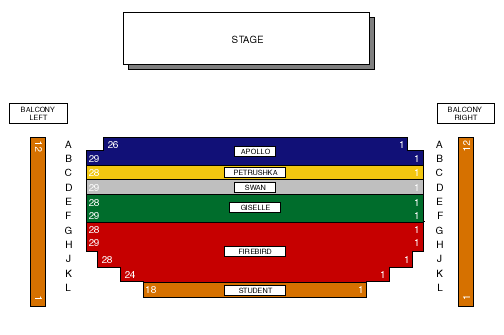 STAGE
BALCONY
LEFT
BALCONY
RIGHT
12
12
A 26 1 A
APOLLO
B 29 1 B
C 28 PETRUSHKA 1 C
D 29 SWAN 1 D
E 28 1 E
GISELLE
F 29 1 F
G 28 1 G
H 29 1 H
FIREBIRD
J 28 1 J
K 24 1 K
L 18 STUDENT 1 L
1
1